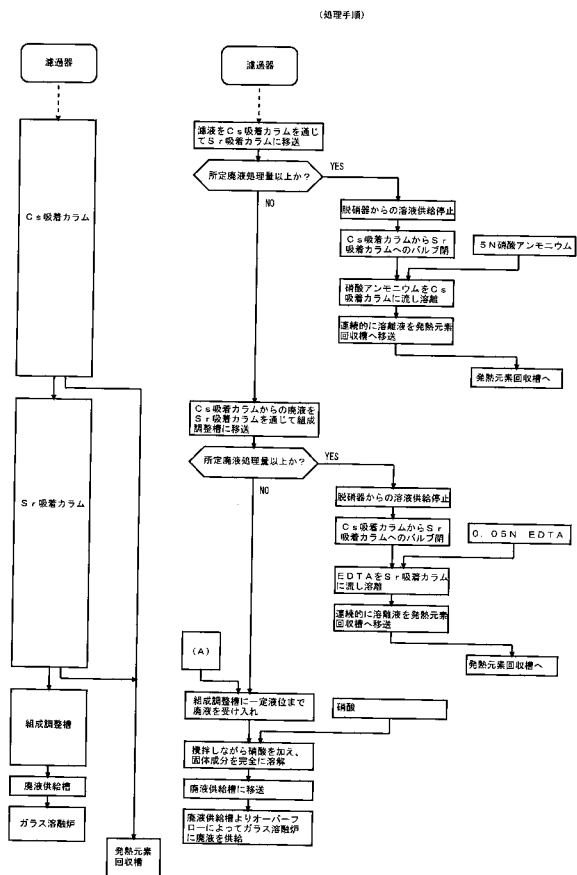 （処理手順）
濾過器
濾過器
Ｃｓ吸着カラム
濾液をＣｓ吸着カラムを通じ
てＳｒ吸着カラムに移送
所定廃液処理量以上か？
YES
NO
脱硝器からの溶液供給停止
Ｃｓ吸着カラムからＳｒ
吸着カラムへのバルブ閉
５Ｎ硝酸アンモニウム
硝酸アンモニウムをＣｓ
吸着カラムに流し溶離
連続的に溶離液を発熱元素
回収槽へ移送
発熱元素回収槽へ
Ｓｒ吸着カラム
Ｃｓ吸着カラムからの廃液を
Ｓｒ吸着カラムを通じて組成
調整槽に移送
所定廃液処理量以上か？
YES
NO
脱硝器からの溶液供給停止
Ｃｓ吸着カラムからＳｒ
吸着カラムへのバルブ閉
０．０５Ｎ　ＥＤＴＡ
ＥＤＴＡをＳｒ吸着カラム
に流し溶離
連続的に溶離液を発熱元素
回収槽へ移送
発熱元素回収槽へ
（Ａ）
組成調整槽
組成調整槽に一定液位まで
廃液を受け入れ
硝酸
攪拌しながら硝酸を加え、
固体成分を完全に溶解
廃液供給槽
廃液供給槽に移送
ガラス溶融炉
廃液供給槽よりオーバーフ
ローによってガラス溶融炉
に廃液を供給
発熱元素
回収槽